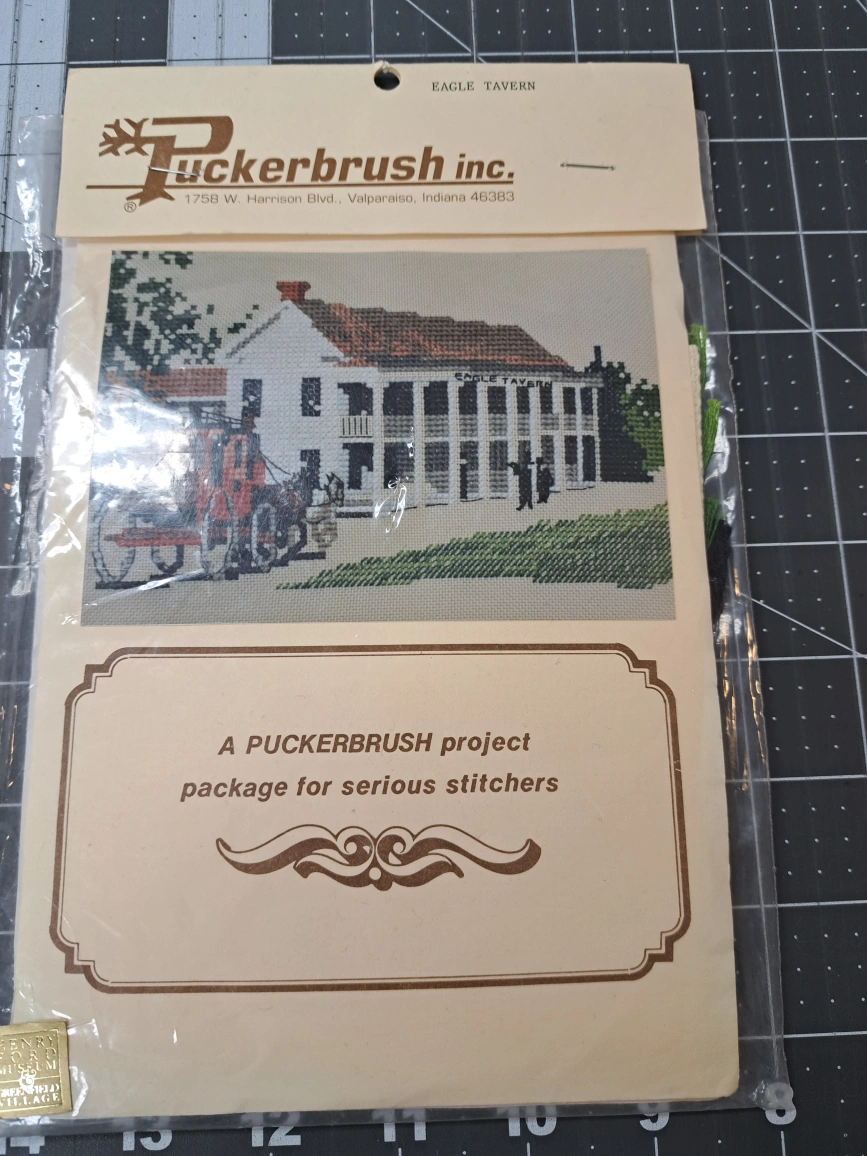 EAGLE TAVERN
Puckerbrush inc.
®
1758 W. Harrison Blvd., Valparaiso, Indiana 46383
EAGLE TAVERN
A PUCKERBRUSH project
package for serious stitchers
HENRY
FORD
MUSEUM
&
GREENFIELD
VILLAGE
14 13 12 11 10 9 8